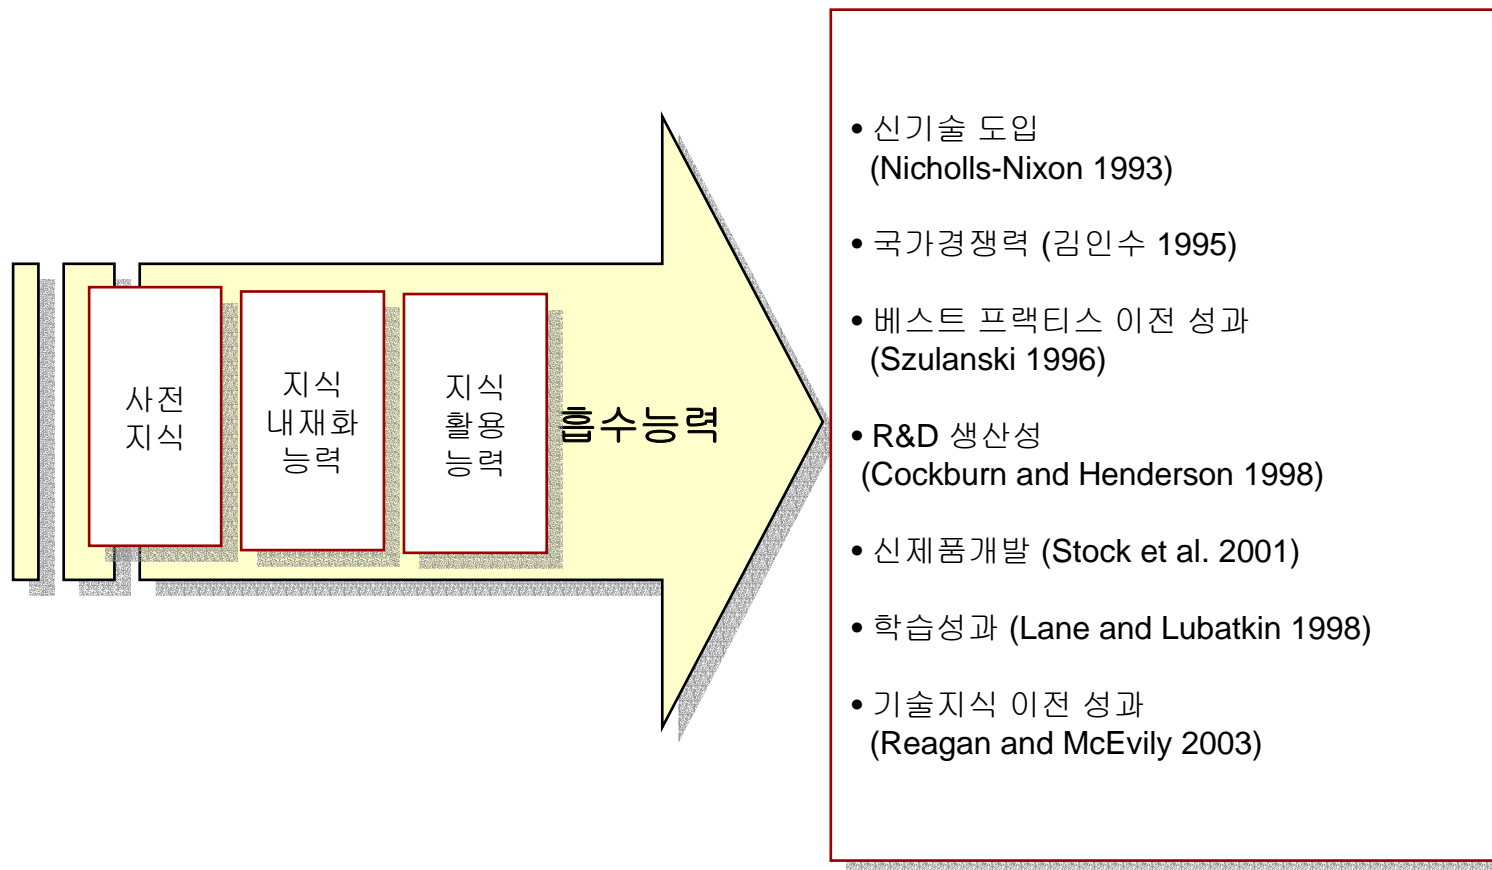 사전
지식
지식
내재화
능력
지식
활용
능력
흡수능력
• 신기술 도입
(Nicholls-Nixon 1993)
• 국가경쟁력 (김인수 1995)
• 베스트 프랙티스 이전 성과
(Szulanski 1996)
• R&D 생산성
(Cockburn and Henderson 1998)
• 신제품개발 (Stock et al. 2001)
• 학습성과 (Lane and Lubatkin 1998)
• 기술지식 이전 성과
(Reagan and McEvily 2003)